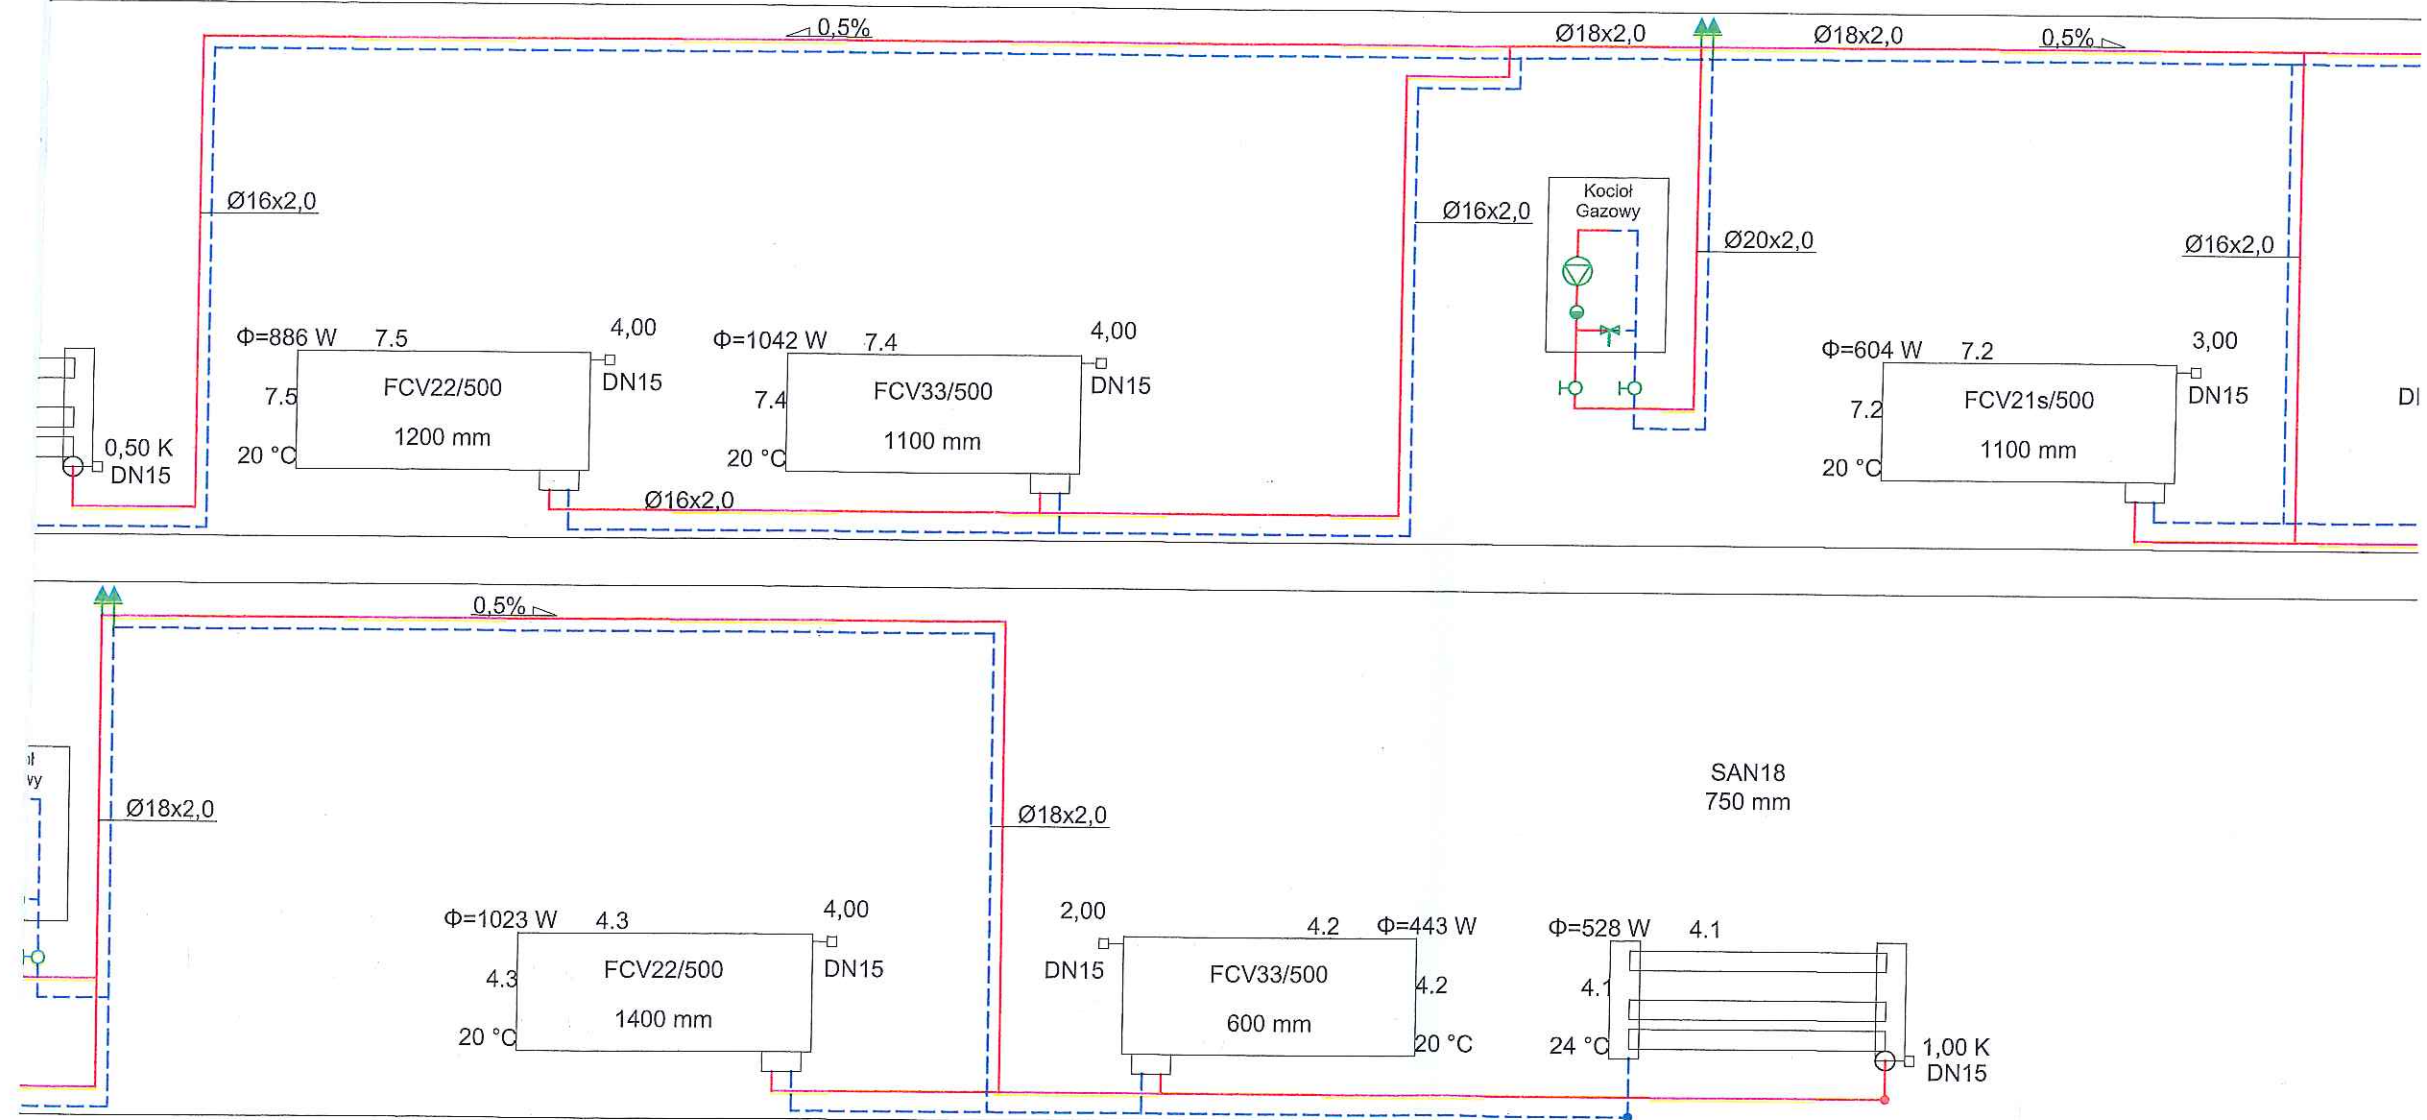 0,5%
Ø18x2,0
Ø18x2,0
0,5%
Ø16x2,0
Ø16x2,0
Kocioł
Gazowy
Ø20x2,0
Ø16x2,0
Φ=886 W
7.5
4,00
FCV22/500
DN15
7.5
1200 mm
20 °C
0,50 K
DN15
Φ=1042 W
7.4
4,00
FCV33/500
DN15
7.4
1100 mm
20 °C
Ø16x2,0
Φ=604 W
7.2
3,00
FCV21s/500
DN15
7.2
1100 mm
20 °C
0,5%
Ø18x2,0
Ø18x2,0
SAN18
750 mm
Φ=1023 W
4.3
4,00
FCV22/500
DN15
4.3
1400 mm
20 °C
2,00
4.2
Φ=443 W
DN15
FCV33/500
4.2
600 mm
20 °C
Φ=528 W
4.1
4.1
24 °C
1,00 K
DN15